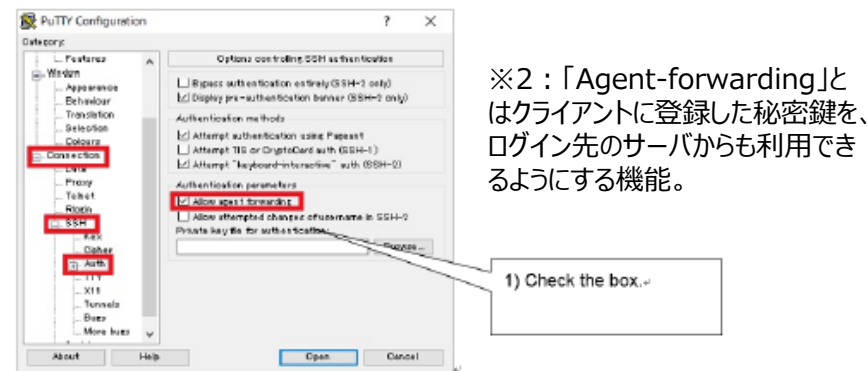 PuTTY Configuration ? ×
Category:
Features
Window
Appearance
Behaviour
Translation
Selection
Colours
Connection
Data
Proxy
Telnet
Rlogin
SSH
Kex
Cipher
Auth
TTY
X11
Tunnels
Bugs
More bugs
Options controlling SSH authentication
Bypass authentication entirely (SSH-2 only)
Display pre-authentication banner (SSH-2 only)
Authentication methods
Attempt authentication using Pageant
Attempt TIS or CryptoCard auth (SSH-1)
Attempt "keyboard-interactive" auth (SSH-2)
Authentication parameters
Allow agent forwarding
Allow attempted changes of username in SSH-2
Private key file for authentication:
Browse...
About
Help
Open
Cancel
※2：「Agent-forwarding」と
はクライアントに登録した秘密鍵を、
ログイン先のサーバからも利用でき
るようにする機能。
1) Check the box.